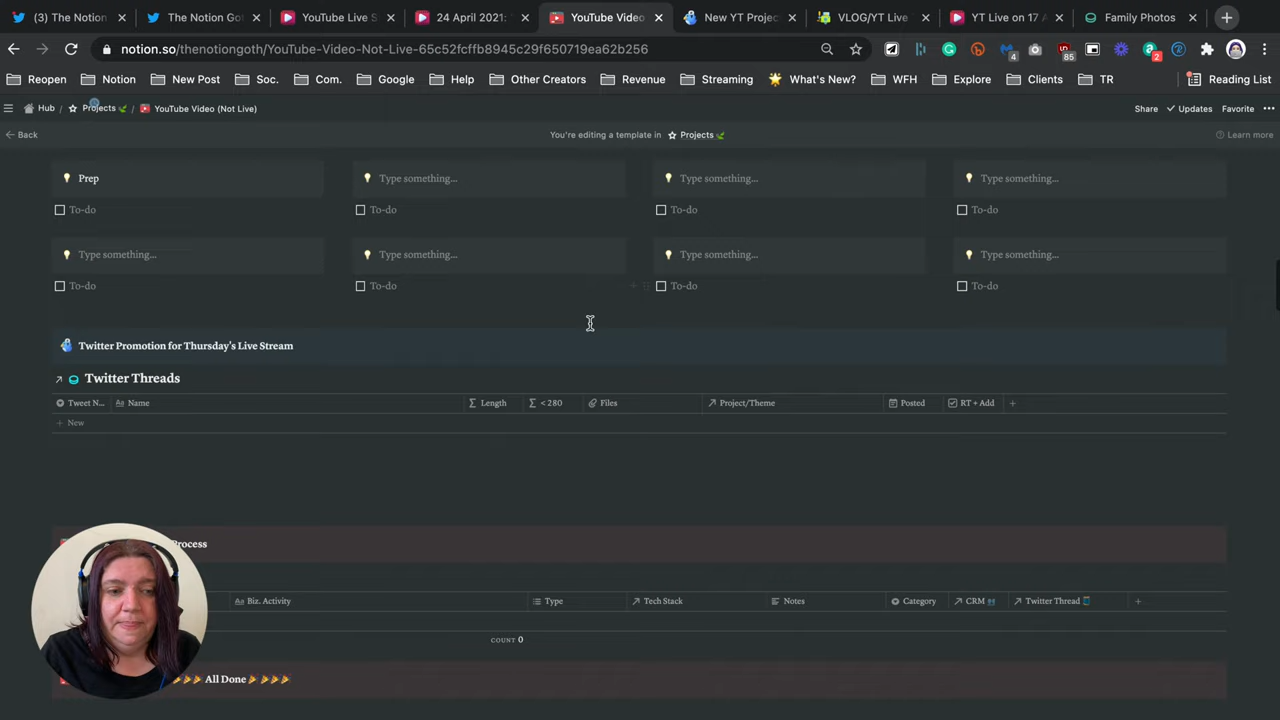 (3) The Notion
The Notion Go
YouTube Live S
24 April 2021:
YouTube Video
New YT Projec
VLOG/YT Live
YT Live on 17 A
Family Photos
notion.so/thenotiongoth/YouTube-Video-Not-Live-65c52fcffb8945c29f650719ea62b256
4
85
2
Reopen
Notion
New Post
Soc.
Com.
Google
Help
Other Creators
Revenue
Streaming
What's New?
WFH
Explore
Clients
TR
Reading List
Hub / Projects / YouTube Video (Not Live)
Share
Updates
Favorite
Back
You're editing a template in Projects
Learn more
Prep
Type something...
Type something...
Type something...
To-do
To-do
To-do
To-do
Type something...
Type something...
Type something...
Type something...
To-do
To-do
To-do
To-do
Twitter Promotion for Thursday's Live Stream
Twitter Threads
Tweet N...
Name
Length
< 280
Files
Project/Theme
Posted
RT + Add
New
Process
Biz. Activity
Type
Tech Stack
Notes
Category
CRM
Twitter Thread
COUNT 0
All Done